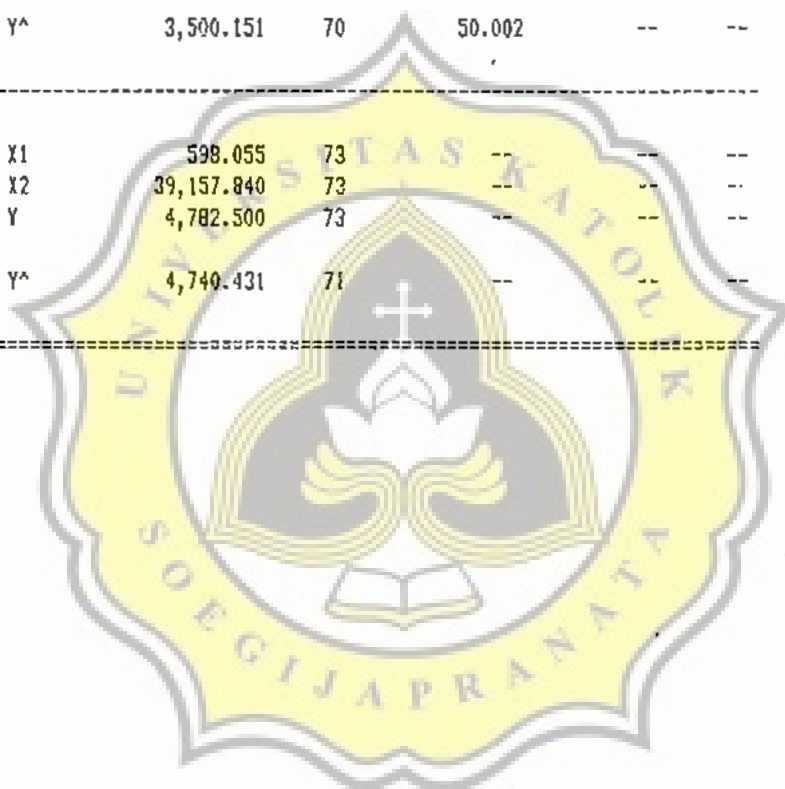 Y^ 3,500.151 70 50.002 -- --
X1 598.055 73 -- -- --
X2 39,157.840 73 -- -- --
Y 4,782.500 73 -- -- --
Y^ 4,740.431 71 -- -- --
UNIVERSITAS KATOLIK
SOEGIJAPRANATA